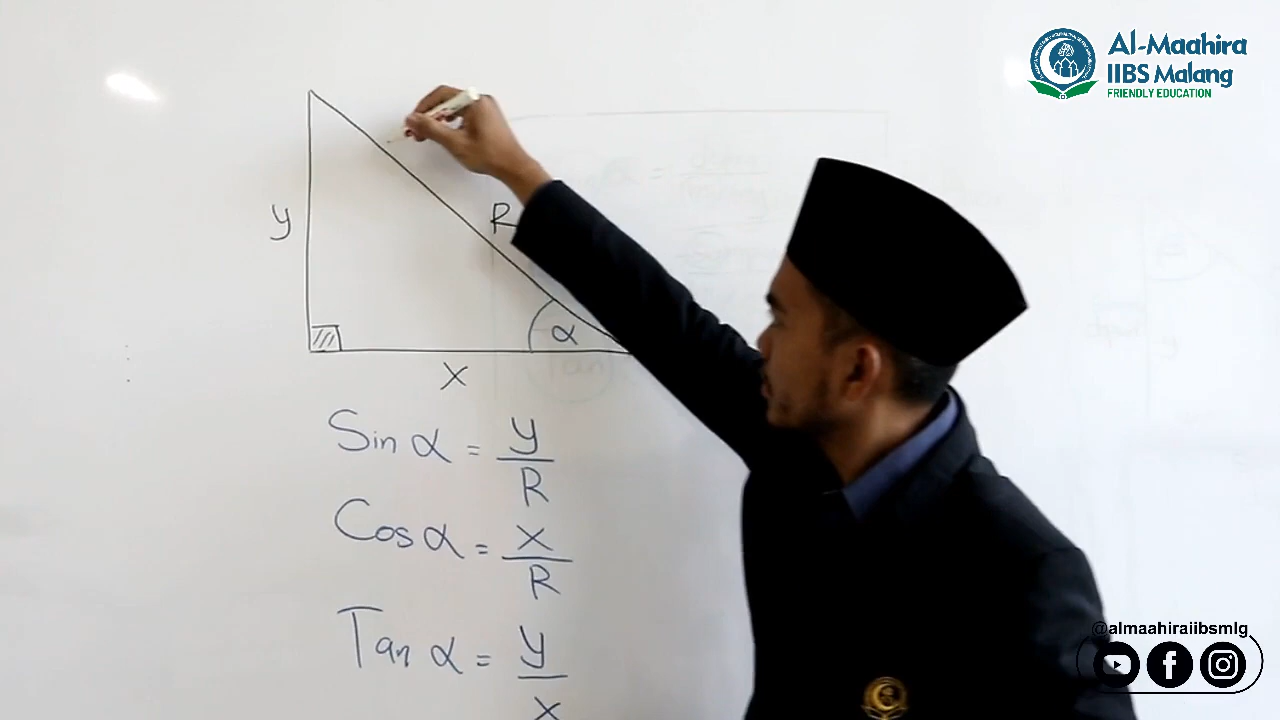 Al-Maahira
IIBS Malang
FRIENDLY EDUCATION
y
R
α
x
Sin α = y/R
Cos α = x/R
Tan α = y/x
@almaahiraiibsmlg